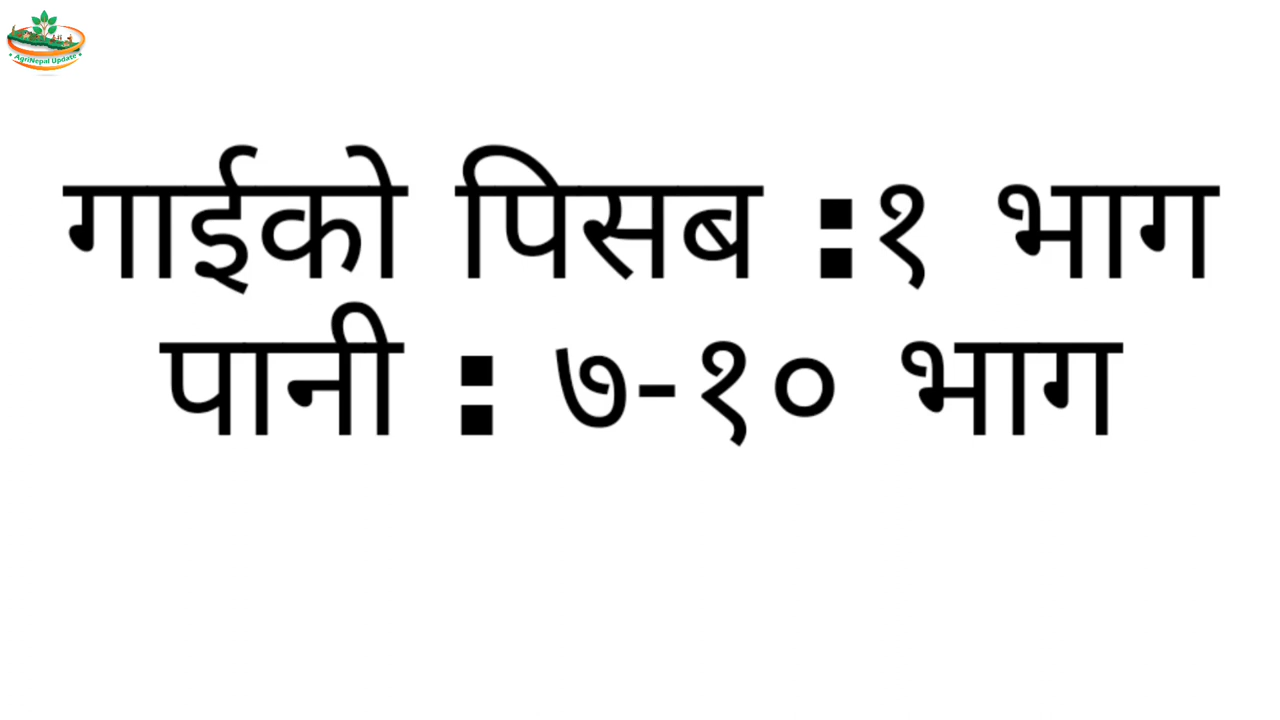 AgriNepal Update
गाईको पिसब :१ भाग
पानी : ७-१० भाग